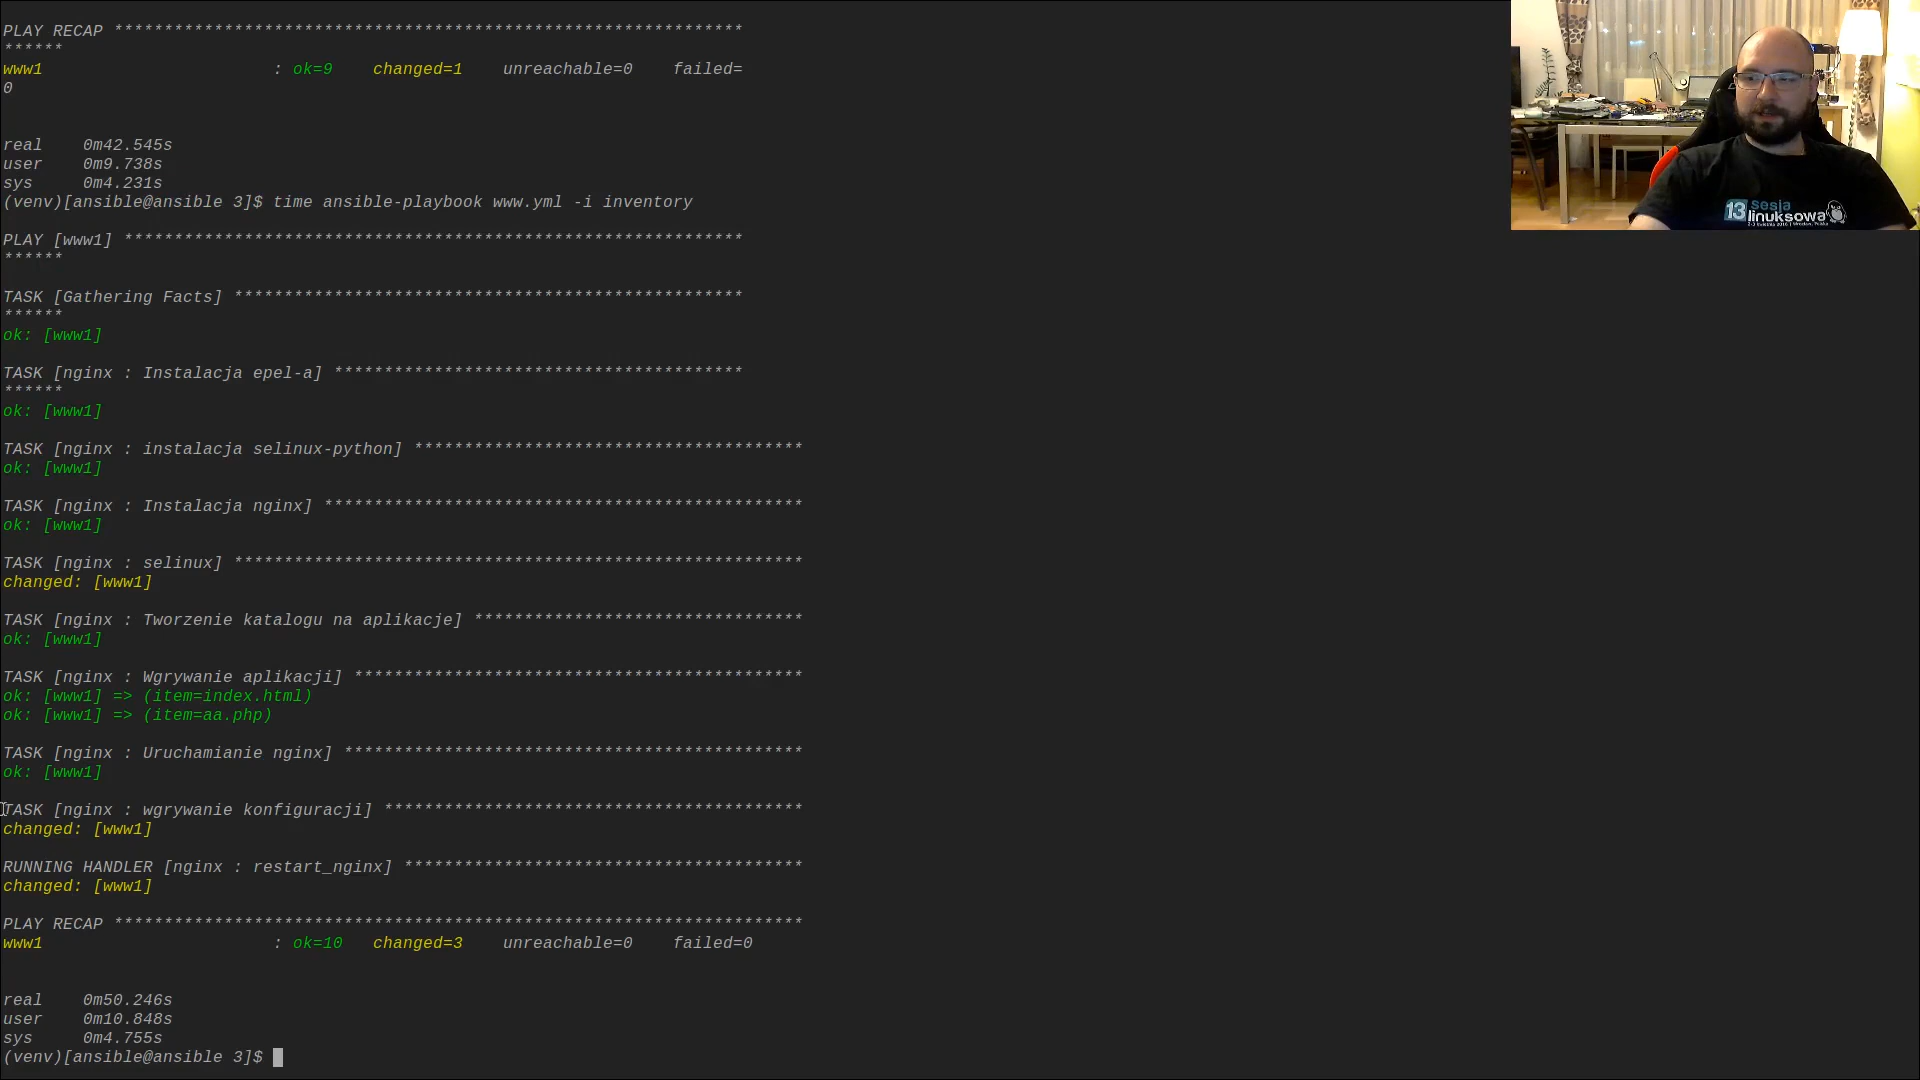 PLAY RECAP ***************************************************************
******
www1                       : ok=9    changed=1    unreachable=0    failed=
0
real    0m42.545s
user    0m9.738s
sys     0m4.231s
(venv)[ansible@ansible 3]$ time ansible-playbook www.yml -i inventory
PLAY [www1] **************************************************************
******
TASK [Gathering Facts] ***************************************************
******
ok: [www1]
TASK [nginx : Instalacja epel-a] *****************************************
******
ok: [www1]
TASK [nginx : instalacja selinux-python] ***************************************
ok: [www1]
TASK [nginx : Instalacja nginx] ************************************************
ok: [www1]
TASK [nginx : selinux] *********************************************************
changed: [www1]
TASK [nginx : Tworzenie katalogu na aplikacje] *********************************
ok: [www1]
TASK [nginx : Wgrywanie aplikacji] *********************************************
ok: [www1] => (item=index.html)
ok: [www1] => (item=aa.php)
TASK [nginx : Uruchamianie nginx] **********************************************
ok: [www1]
TASK [nginx : wgrywanie konfiguracji] ******************************************
changed: [www1]
RUNNING HANDLER [nginx : restart_nginx] ****************************************
changed: [www1]
PLAY RECAP *********************************************************************
www1                       : ok=10   changed=3    unreachable=0    failed=0
real    0m50.246s
user    0m10.848s
sys     0m4.755s
(venv)[ansible@ansible 3]$
13 sesja
linuksowa